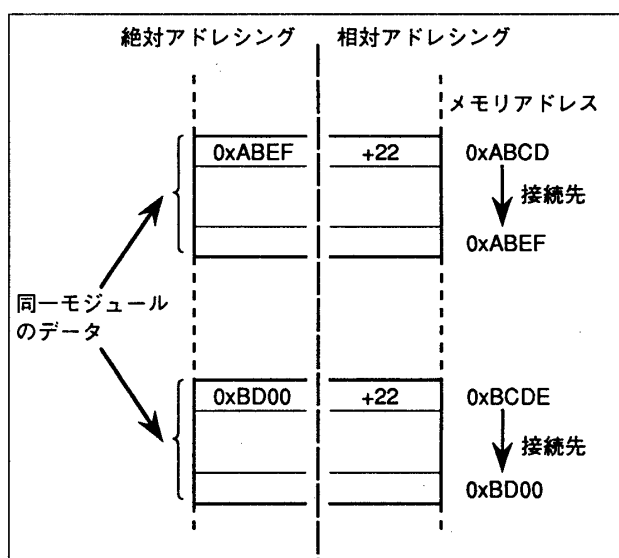 絶対アドレシング
相対アドレシング
メモリアドレス
0xABEF
+22
0xABCD
接続先
0xABEF
同一モジュール
のデータ
0xBD00
+22
0xBCDE
接続先
0xBD00